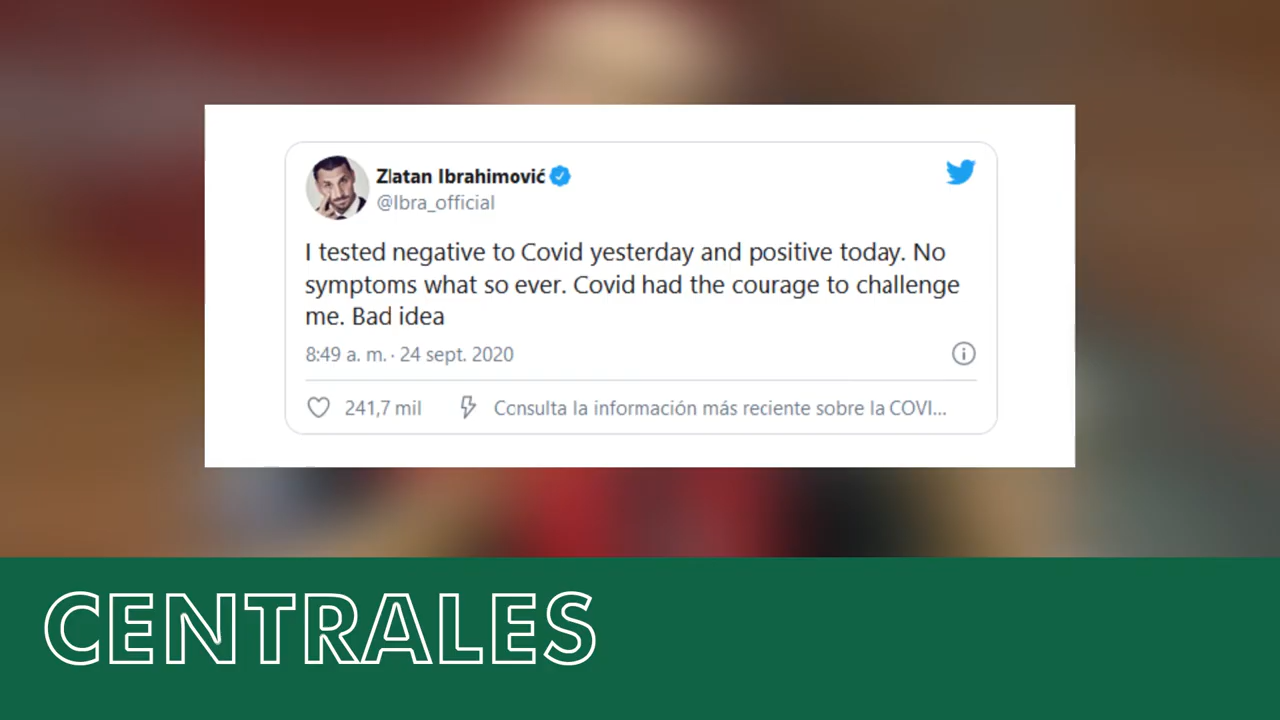 Zlatan Ibrahimović
@Ibra_official
I tested negative to Covid yesterday and positive today. No
symptoms what so ever. Covid had the courage to challenge
me. Bad idea
8:49 a. m. · 24 sept. 2020
241,7 mil Consulta la información más reciente sobre la COVI...
CENTRALES